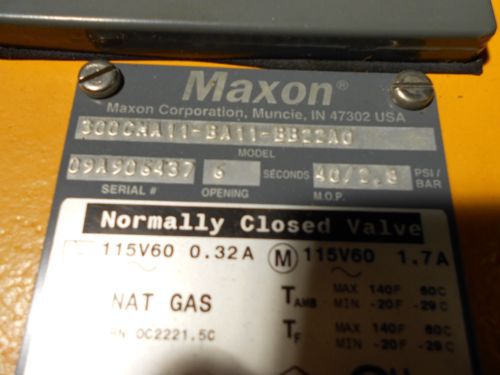 Maxon®
Maxon Corporation, Muncie, IN 47302 USA
300CMA11-BA11-BB22A0
MODEL
09A906437 6 SECONDS 40/2.8 PSI/BAR
SERIAL # OPENING M.O.P.
Normally Closed Valve
115V60 0.32A M 115V60 1.7A
NAT GAS
TAMB MAX 140F 60C
MIN -20F -29C
OC2221.5C
TF MAX 140F 60C
MIN -20F -29C